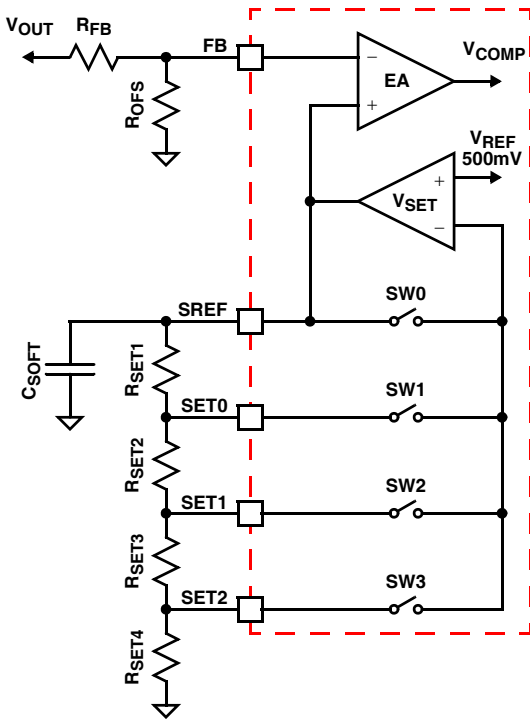 VOUT
RFB
FB
ROFS
−
+
EA
VCOMP
VREF
500mV
+
−
VSET
SREF
SW0
CSOFT
RSET1
SET0
SW1
RSET2
SET1
SW2
RSET3
SET2
SW3
RSET4